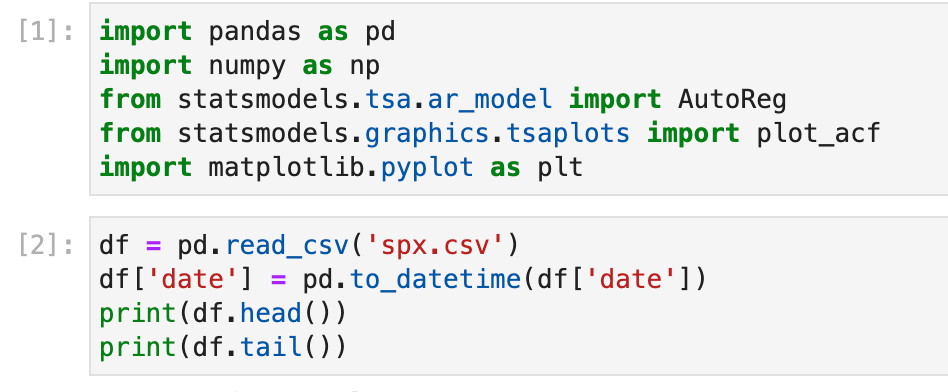 [1]: import pandas as pd
import numpy as np
from statsmodels.tsa.ar_model import AutoReg
from statsmodels.graphics.tsaplots import plot_acf
import matplotlib.pyplot as plt
[2]: df = pd.read_csv('spx.csv')
df['date'] = pd.to_datetime(df['date'])
print(df.head())
print(df.tail())